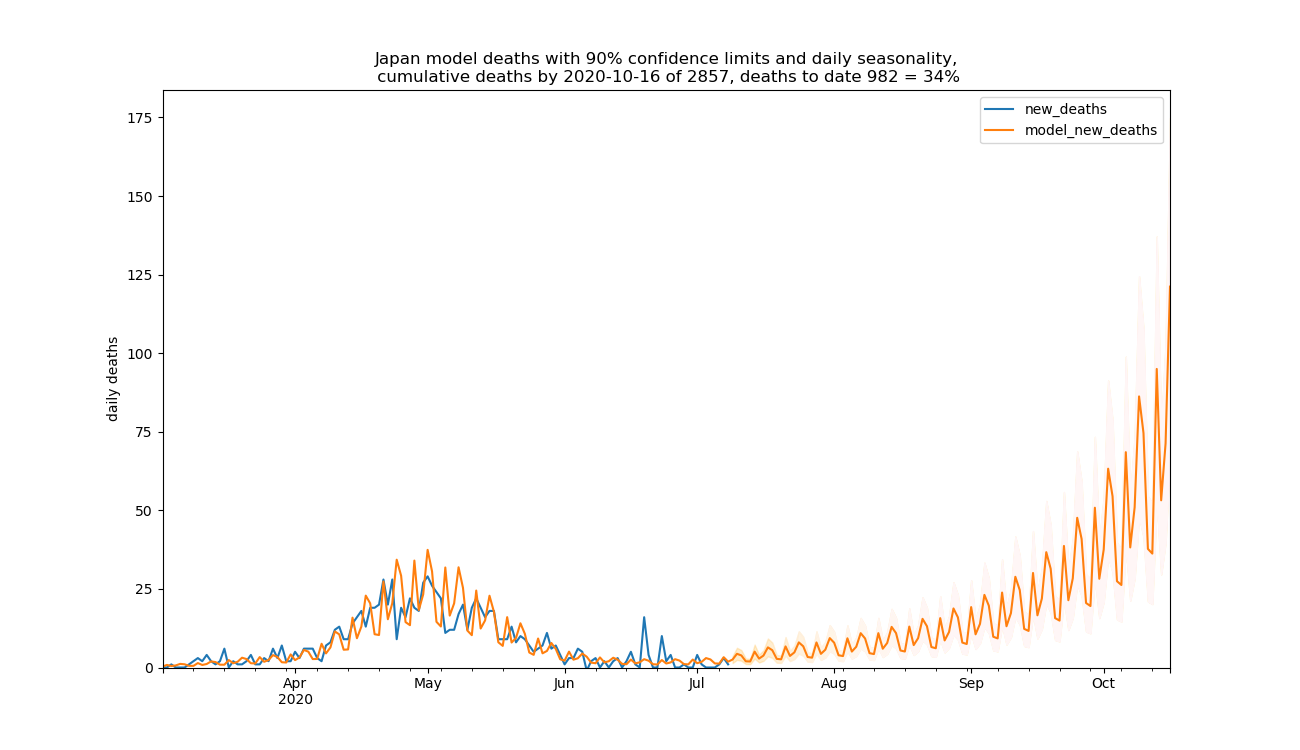 Japan model deaths with 90% confidence limits and daily seasonality,
cumulative deaths by 2020-10-16 of 2857, deaths to date 982 = 34%
new_deaths
model_new_deaths
175
150
125
100
75
50
25
0
daily deaths
Apr
2020
May
Jun
Jul
Aug
Sep
Oct